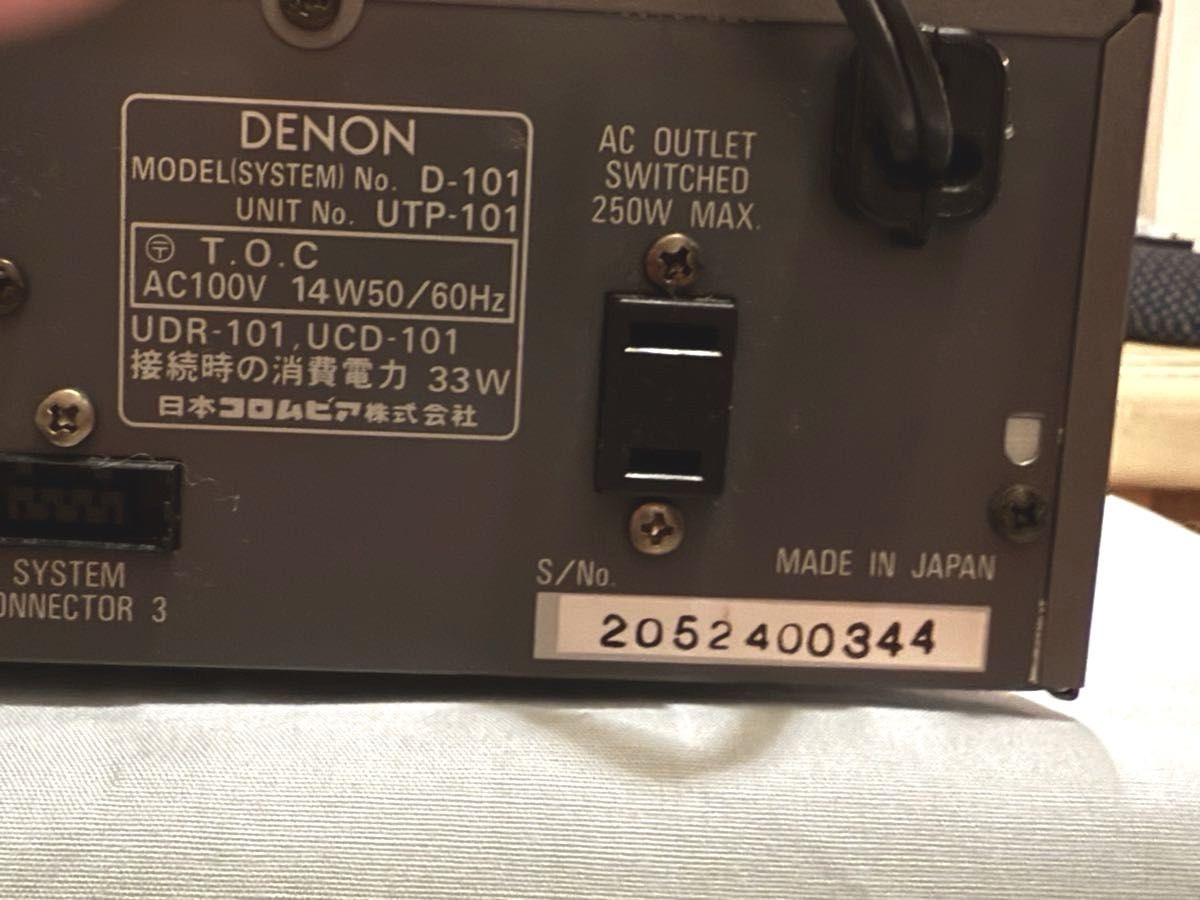 DENON
MODEL(SYSTEM) No. D-101
UNIT No. UTP-101
〶 T.O.C
AC100V 14W50/60Hz
UDR-101,UCD-101
接続時の消費電力 33W
日本コロムビア株式会社
AC OUTLET
SWITCHED
250W MAX.
SYSTEM
ONNECTOR 3
S/No.
MADE IN JAPAN
2052400344